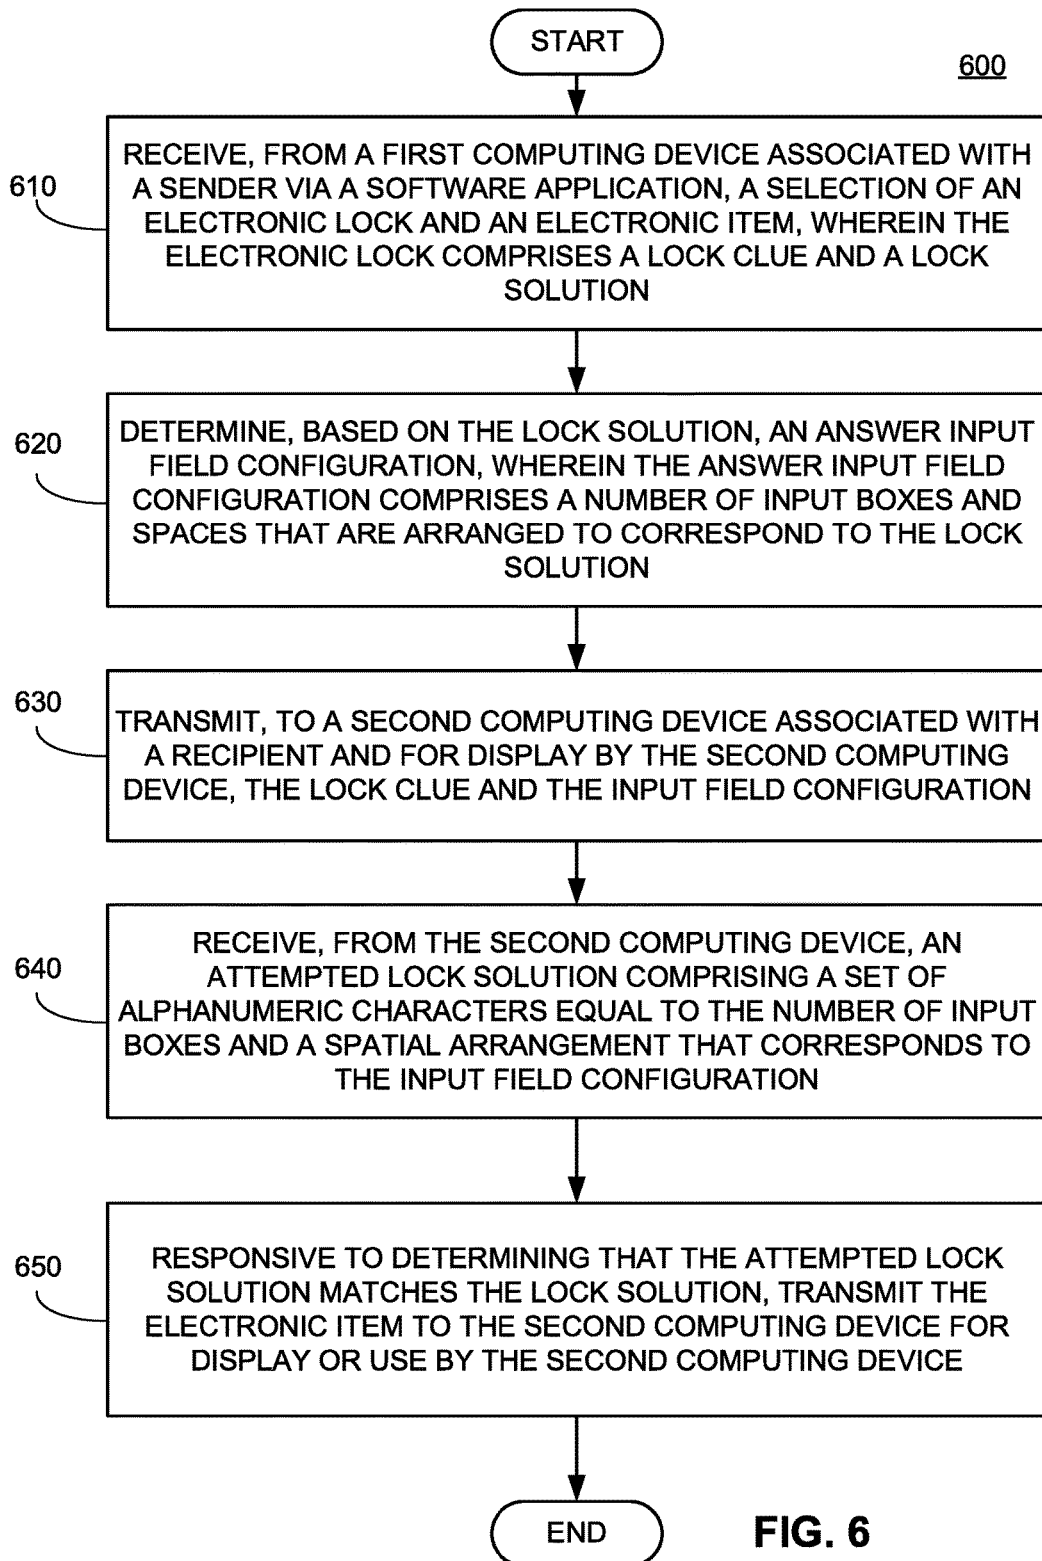 START
600
610
RECEIVE, FROM A FIRST COMPUTING DEVICE ASSOCIATED WITH
A SENDER VIA A SOFTWARE APPLICATION, A SELECTION OF AN
ELECTRONIC LOCK AND AN ELECTRONIC ITEM, WHEREIN THE
ELECTRONIC LOCK COMPRISES A LOCK CLUE AND A LOCK
SOLUTION
620
DETERMINE, BASED ON THE LOCK SOLUTION, AN ANSWER INPUT
FIELD CONFIGURATION, WHEREIN THE ANSWER INPUT FIELD
CONFIGURATION COMPRISES A NUMBER OF INPUT BOXES AND
SPACES THAT ARE ARRANGED TO CORRESPOND TO THE LOCK
SOLUTION
630
TRANSMIT, TO A SECOND COMPUTING DEVICE ASSOCIATED WITH
A RECIPIENT AND FOR DISPLAY BY THE SECOND COMPUTING
DEVICE, THE LOCK CLUE AND THE INPUT FIELD CONFIGURATION
640
RECEIVE, FROM THE SECOND COMPUTING DEVICE, AN
ATTEMPTED LOCK SOLUTION COMPRISING A SET OF
ALPHANUMERIC CHARACTERS EQUAL TO THE NUMBER OF INPUT
BOXES AND A SPATIAL ARRANGEMENT THAT CORRESPONDS TO
THE INPUT FIELD CONFIGURATION
650
RESPONSIVE TO DETERMINING THAT THE ATTEMPTED LOCK
SOLUTION MATCHES THE LOCK SOLUTION, TRANSMIT THE
ELECTRONIC ITEM TO THE SECOND COMPUTING DEVICE FOR
DISPLAY OR USE BY THE SECOND COMPUTING DEVICE
END
FIG. 6